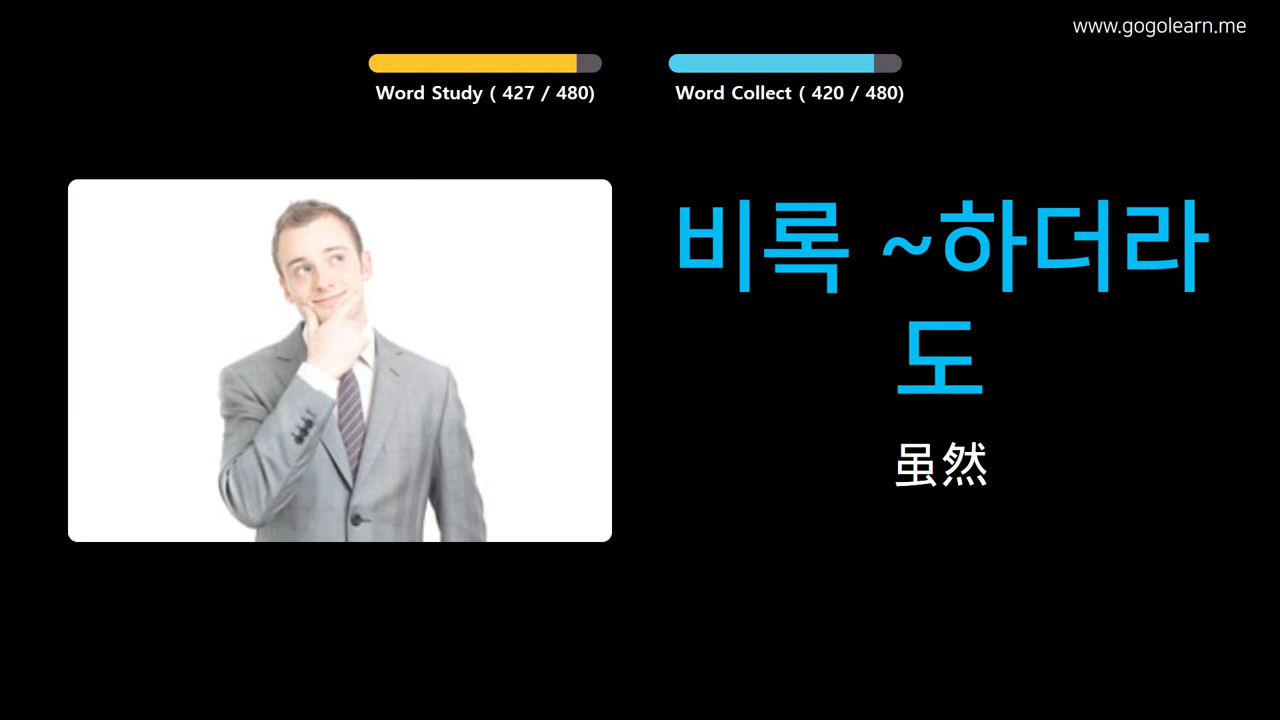 www.gogolearn.me
Word Study ( 427 / 480)
Word Collect ( 420 / 480)
비록 ~하더라
도
虽然